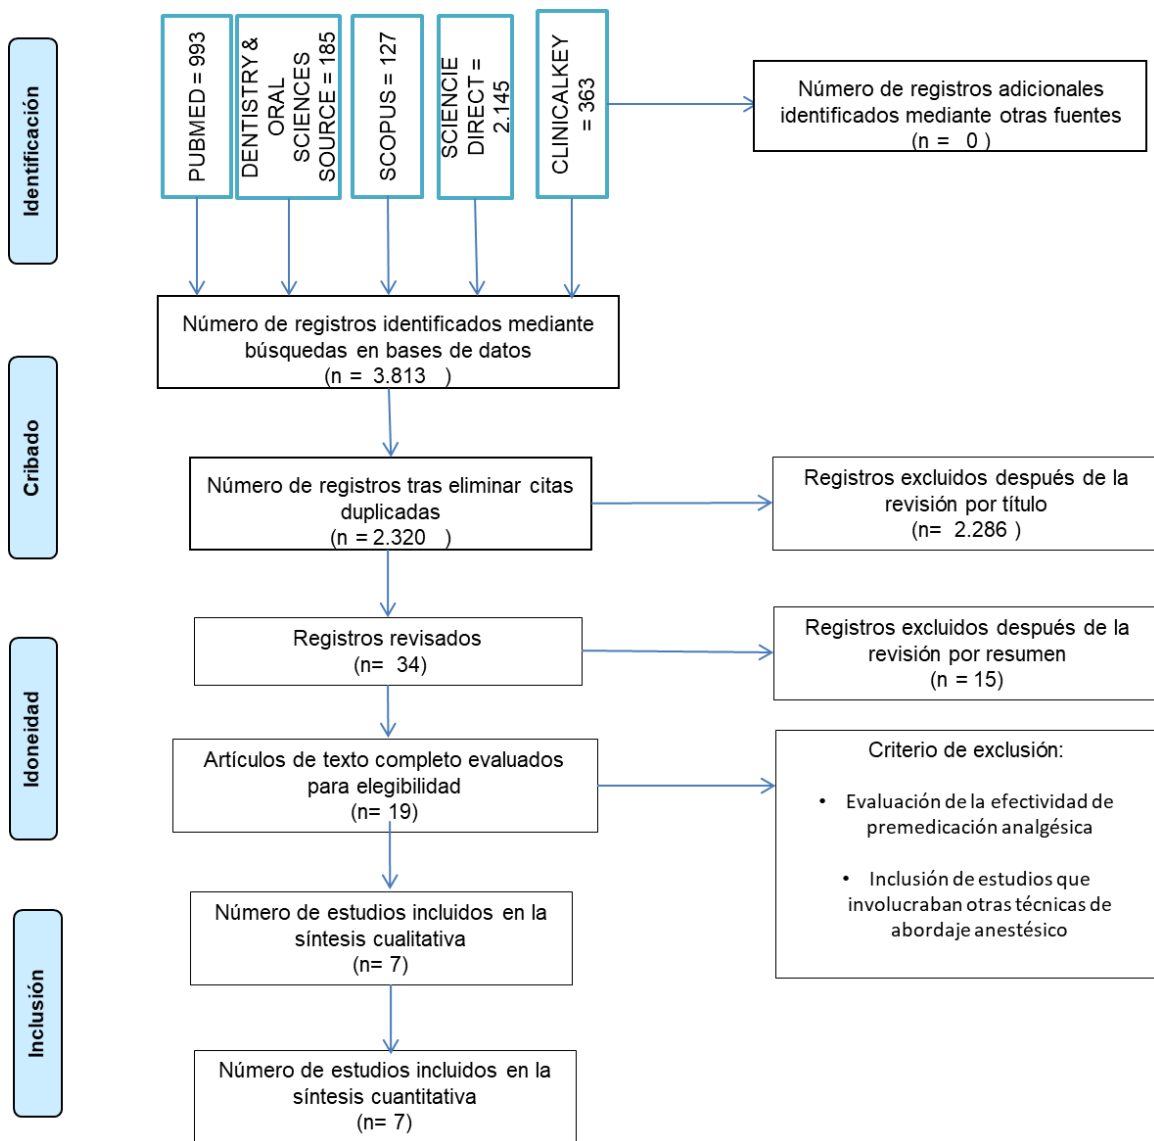 Identificación
PUBMED = 993
DENTISTRY &
ORAL
SCIENCES
SOURCE = 185
SCOPUS = 127
SCIENCIE
DIRECT =
2.145
CLINICALKEY
= 363
Número de registros adicionales
identificados mediante otras fuentes
(n = 0 )
Número de registros identificados mediante
búsquedas en bases de datos
(n = 3.813 )
Cribado
Número de registros tras eliminar citas
duplicadas
(n = 2.320 )
Registros excluidos después de la
revisión por título
(n= 2.286 )
Idoneidad
Registros revisados
(n= 34)
Registros excluidos después de la
revisión por resumen
(n = 15)
Artículos de texto completo evaluados
para elegibilidad
(n= 19)
Criterio de exclusión:
• Evaluación de la efectividad de
premedicación analgésica
• Inclusión de estudios que
involucraban otras técnicas de
abordaje anestésico
Inclusión
Número de estudios incluidos en la
síntesis cualitativa
(n= 7)
Número de estudios incluidos en la
síntesis cuantitativa
(n= 7)